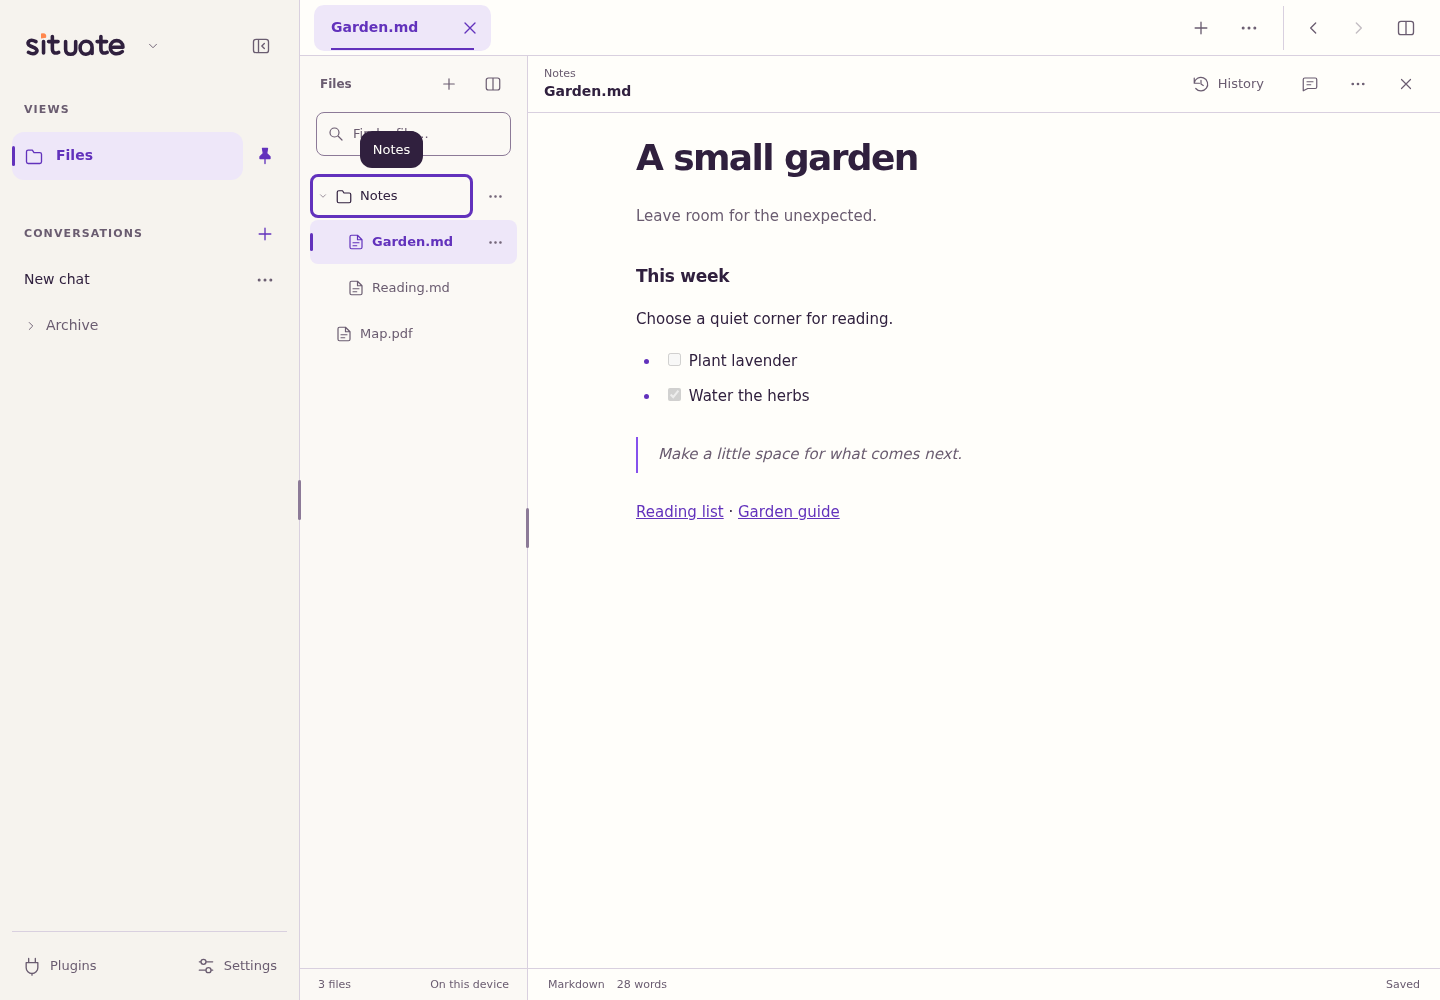 situate
VIEWS
Files
CONVERSATIONS
New chat
Archive
Plugins
Settings
Garden.md
Files
Notes
Notes
Garden.md
Reading.md
Map.pdf
3 files
On this device
Notes
Garden.md
History
A small garden
Leave room for the unexpected.
This week
Choose a quiet corner for reading.
Plant lavender
Water the herbs
Make a little space for what comes next.
Reading list · Garden guide
Markdown
28 words
Saved